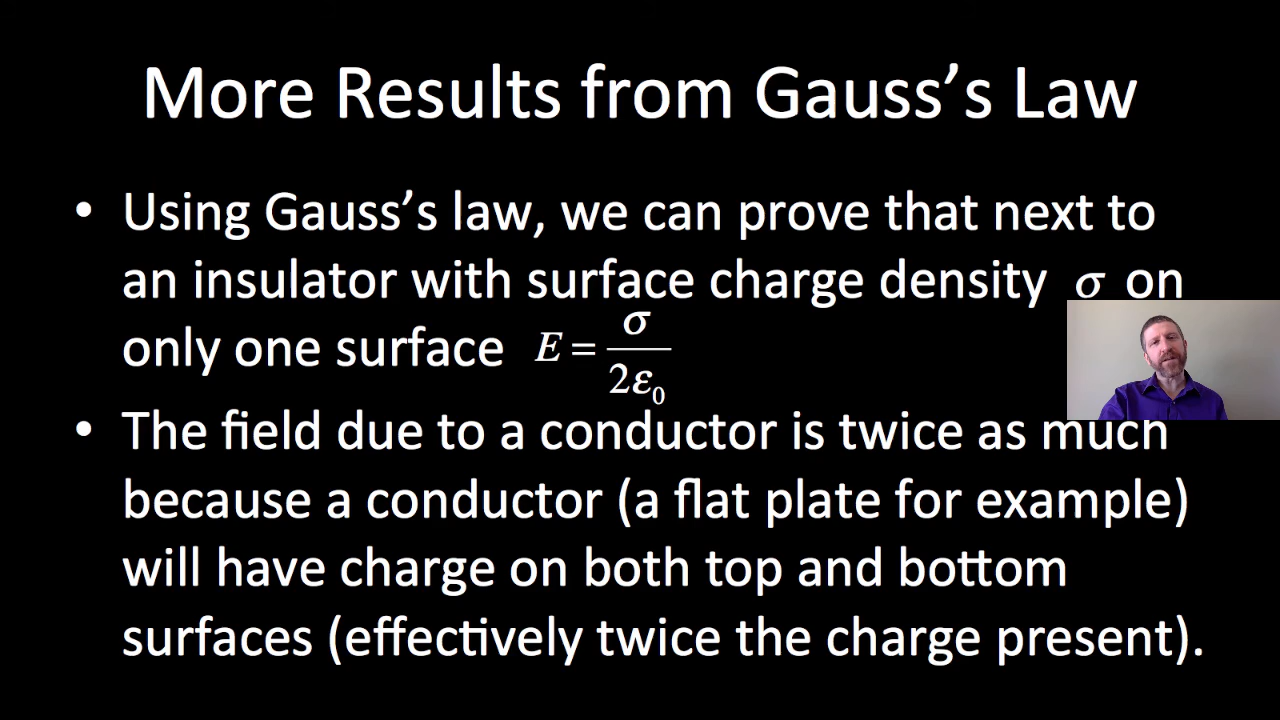 More Results from Gauss’s Law
• Using Gauss’s law, we can prove that next to
an insulator with surface charge density σ on
only one surface E = σ / 2ε₀
• The field due to a conductor is twice as much
because a conductor (a flat plate for example)
will have charge on both top and bottom
surfaces (effectively twice the charge present).